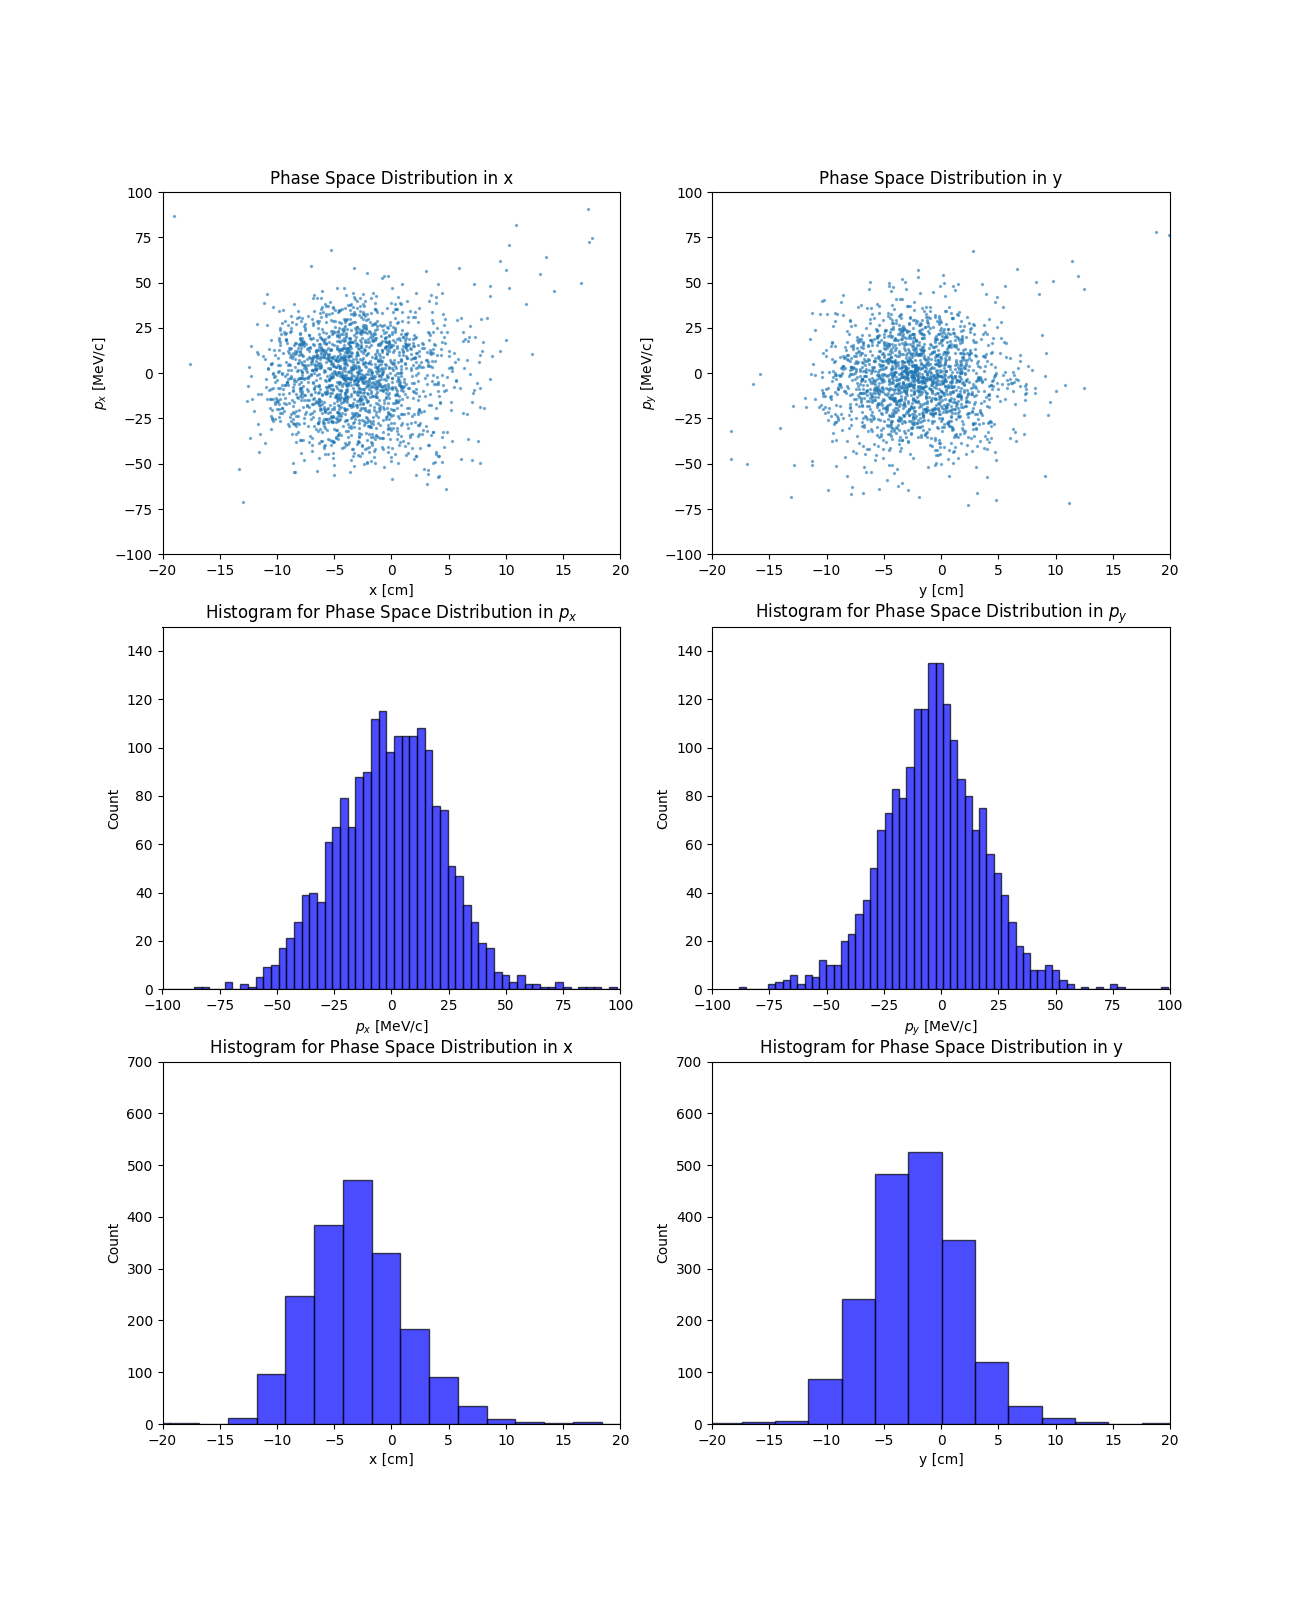 Phase Space Distribution in x
100
75
50
25
0
−25
−50
−75
−100
p_x [MeV/c]
−20 −15 −10 −5 0 5 10 15 20
x [cm]
Phase Space Distribution in y
100
75
50
25
0
−25
−50
−75
−100
p_y [MeV/c]
−20 −15 −10 −5 0 5 10 15 20
y [cm]
Histogram for Phase Space Distribution in p_x
140
120
100
80
60
40
20
0
Count
−100 −75 −50 −25 0 25 50 75 100
p_x [MeV/c]
Histogram for Phase Space Distribution in p_y
140
120
100
80
60
40
20
0
Count
−100 −75 −50 −25 0 25 50 75 100
p_y [MeV/c]
Histogram for Phase Space Distribution in x
700
600
500
400
300
200
100
0
Count
−20 −15 −10 −5 0 5 10 15 20
x [cm]
Histogram for Phase Space Distribution in y
700
600
500
400
300
200
100
0
Count
−20 −15 −10 −5 0 5 10 15 20
y [cm]